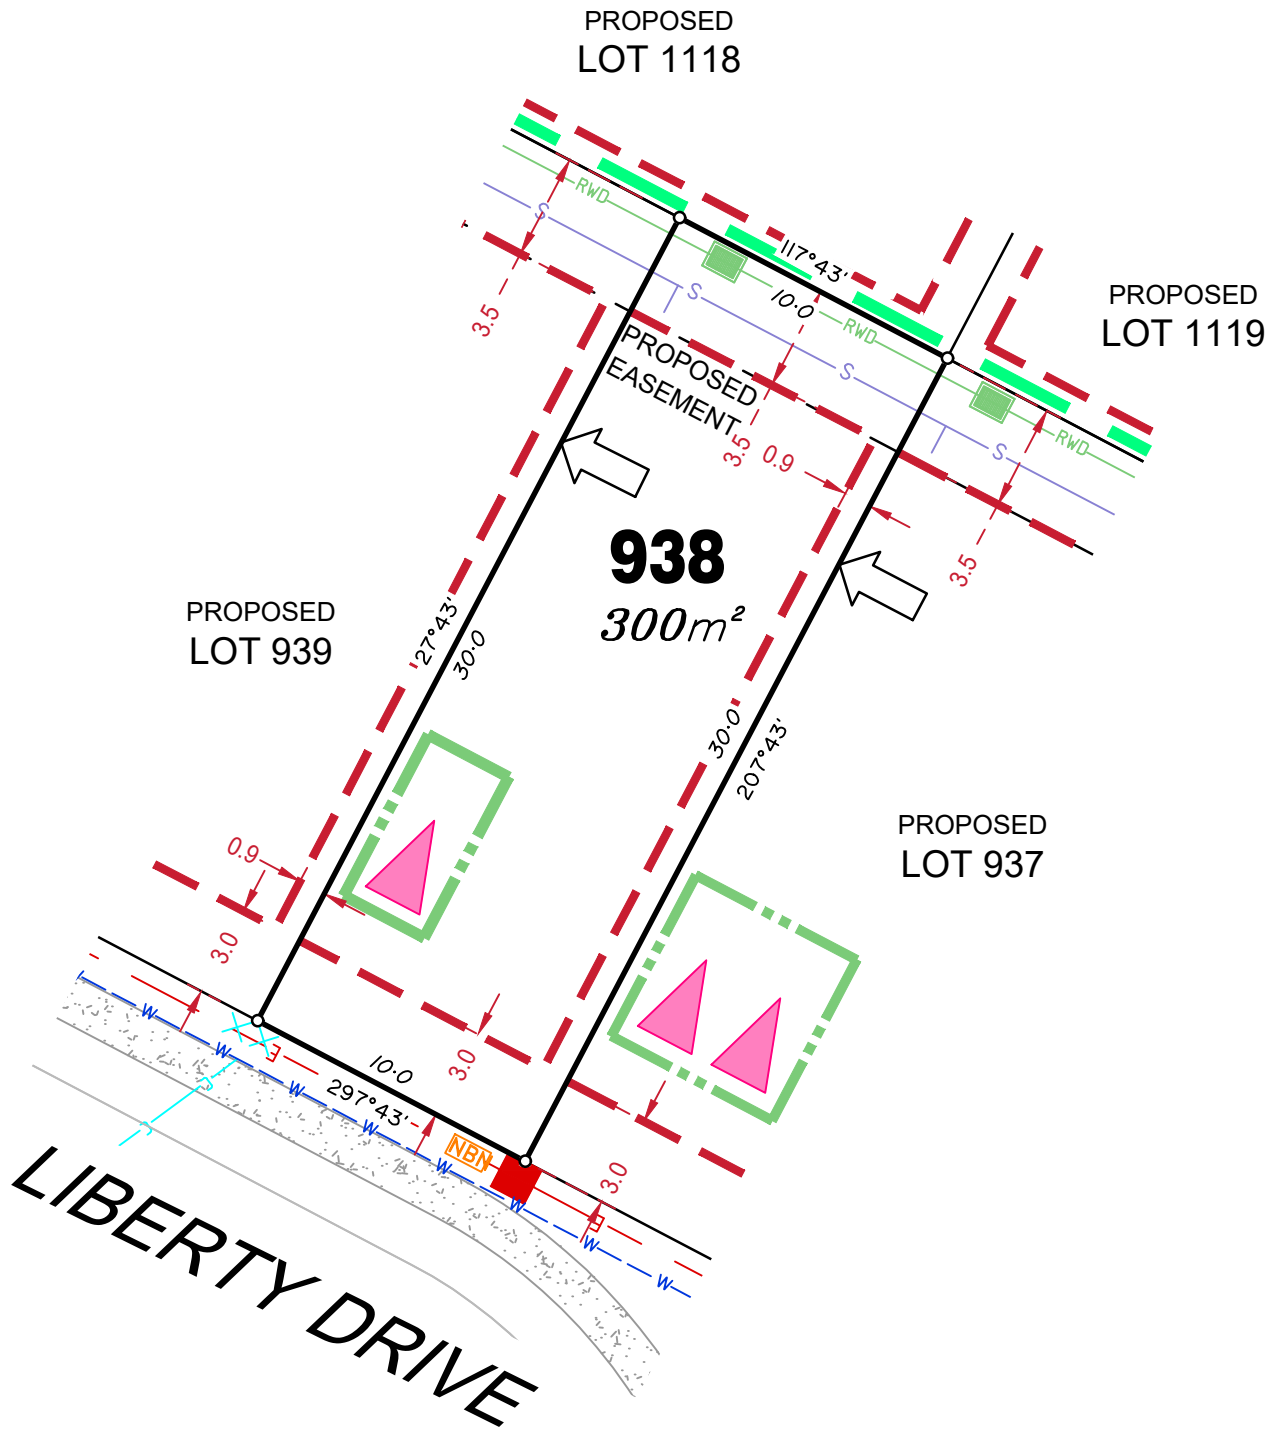 PROPOSED
LOT 1118
RWD
S
117°43'
10·0
3.5
S
RWD
PROPOSED
LOT 1119
PROPOSED
EASEMENT
S
3.5
0.9
RWD
S
3.5
938
300m²
PROPOSED
LOT 939
27°43'
30·0
30·0
207°43'
PROPOSED
LOT 937
0.9
3.0
W
W
10·0
3.0
297°43'
W
W
NBN
W
3.0
W
W
W
LIBERTY DRIVE